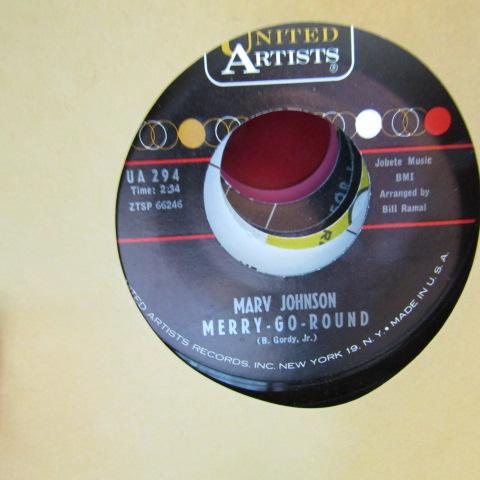 UNITED
ARTISTS®
UA 294
Time: 2:34
ZTSP 66246
Jobete Music
BMI
Arranged by
Bill Ramal
MARV JOHNSON
MERRY-GO-ROUND
(B. Gordy, Jr.)
TED ARTISTS RECORDS, INC. NEW YORK 19, N.Y. • MADE IN U.S.A.
FOR